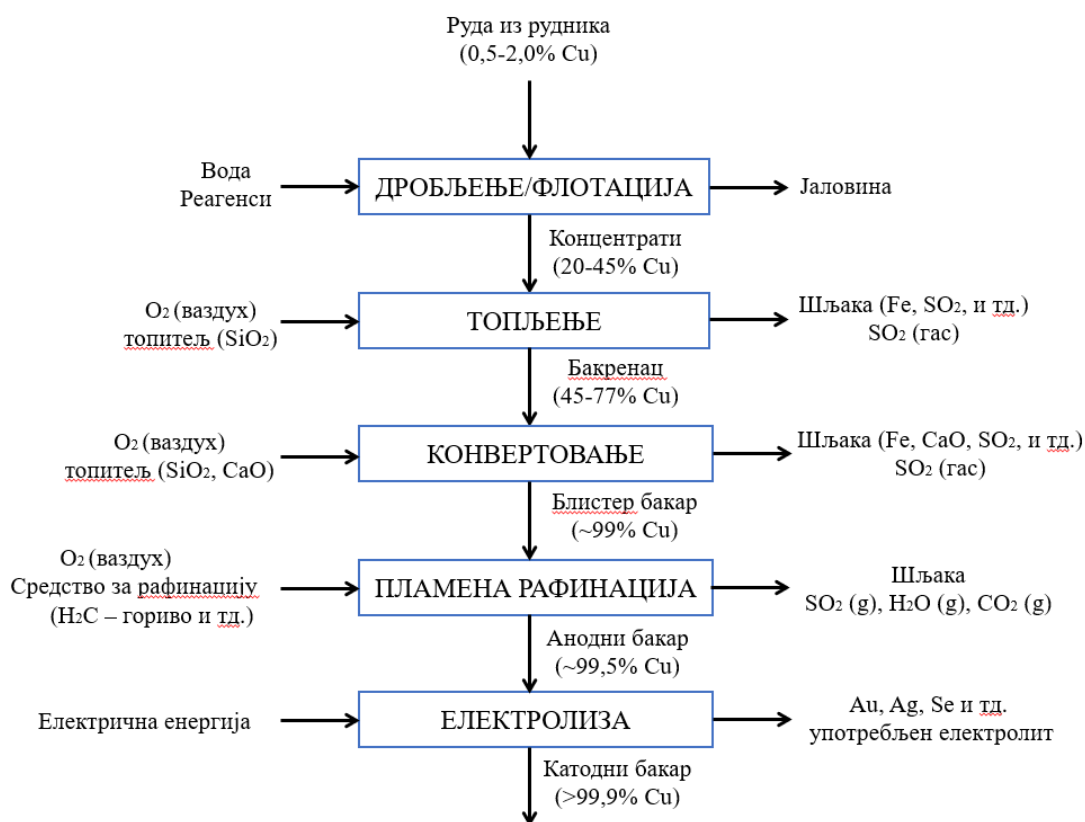 Руда из рудника
(0,5-2,0% Cu)
Вода
Реагенси
ДРОБЉЕЊЕ/ФЛОТАЦИЈА
Јаловина
Концентрати
(20-45% Cu)
O2 (ваздух)
топитељ (SiO2)
ТОПЉЕЊЕ
Шљака (Fe, SO2, и тд.)
SO2 (гас)
Бакренац
(45-77% Cu)
O2 (ваздух)
топитељ (SiO2, CaO)
КОНВЕРТОВАЊЕ
Шљака (Fe, CaO, SO2, и тд.)
SO2 (гас)
Блистер бакар
(~99% Cu)
O2 (ваздух)
Средство за рафинацију
(H2C – гориво и тд.)
ПЛАМЕНА РАФИНАЦИЈА
Шљака
SO2 (g), H2O (g), CO2 (g)
Анодни бакар
(~99,5% Cu)
Електрична енергија
ЕЛЕКТРОЛИЗА
Au, Ag, Se и тд.
употребљен електролит
Катодни бакар
(>99,9% Cu)